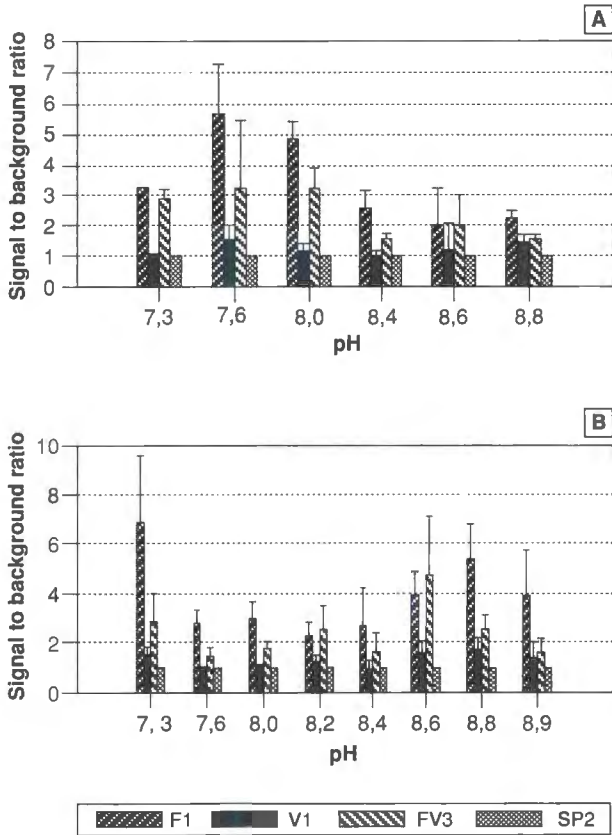 A
Signal to background ratio
8
7
6
5
4
3
2
1
0
7,3 7,6 8,0 8,4 8,6 8,8
pH
B
Signal to background ratio
10
8
6
4
2
0
7, 3 7,6 8,0 8,2 8,4 8,6 8,8 8,9
pH
F1 V1 FV3 SP2